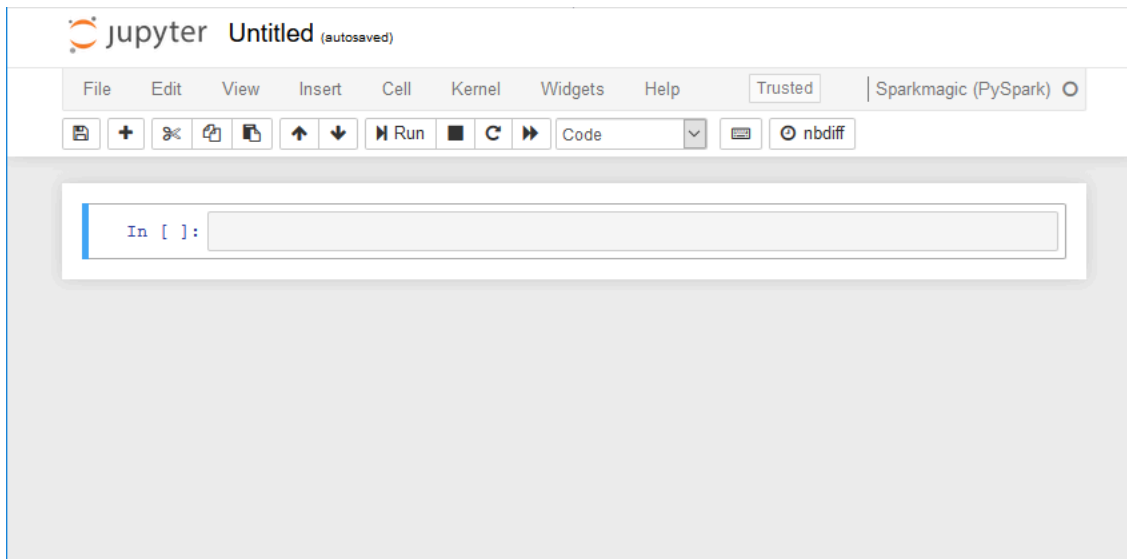 jupyter Untitled (autosaved)
File Edit View Insert Cell Kernel Widgets Help Trusted Sparkmagic (PySpark)
Run Code nbdiff
In [ ]: